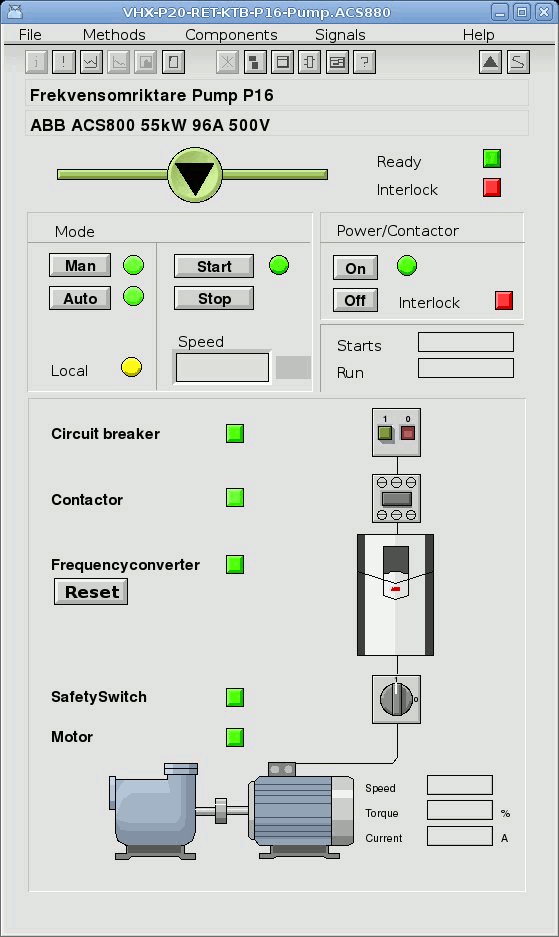 VHX-P20-RET-KTB-P16-Pump.ACS880
File Methods Components Signals Help
i ! ?
Frekvensomriktare Pump P16
ABB ACS800 55kW 96A 500V
Ready
Interlock
Mode
Man
Auto
Local
Start
Stop
Speed
Power/Contactor
On
Off Interlock
Starts
Run
Circuit breaker
1 0
Contactor
Frequencyconverter
Reset
SafetySwitch
1
0
Motor
Speed
Torque %
Current A